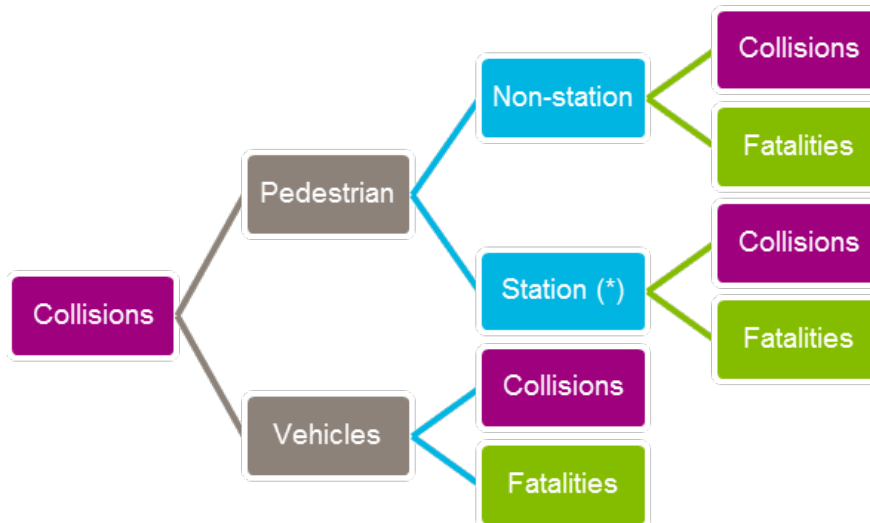 Collisions
Non-station
Fatalities
Pedestrian
Collisions
Station (*)
Collisions
Fatalities
Collisions
Vehicles
Fatalities